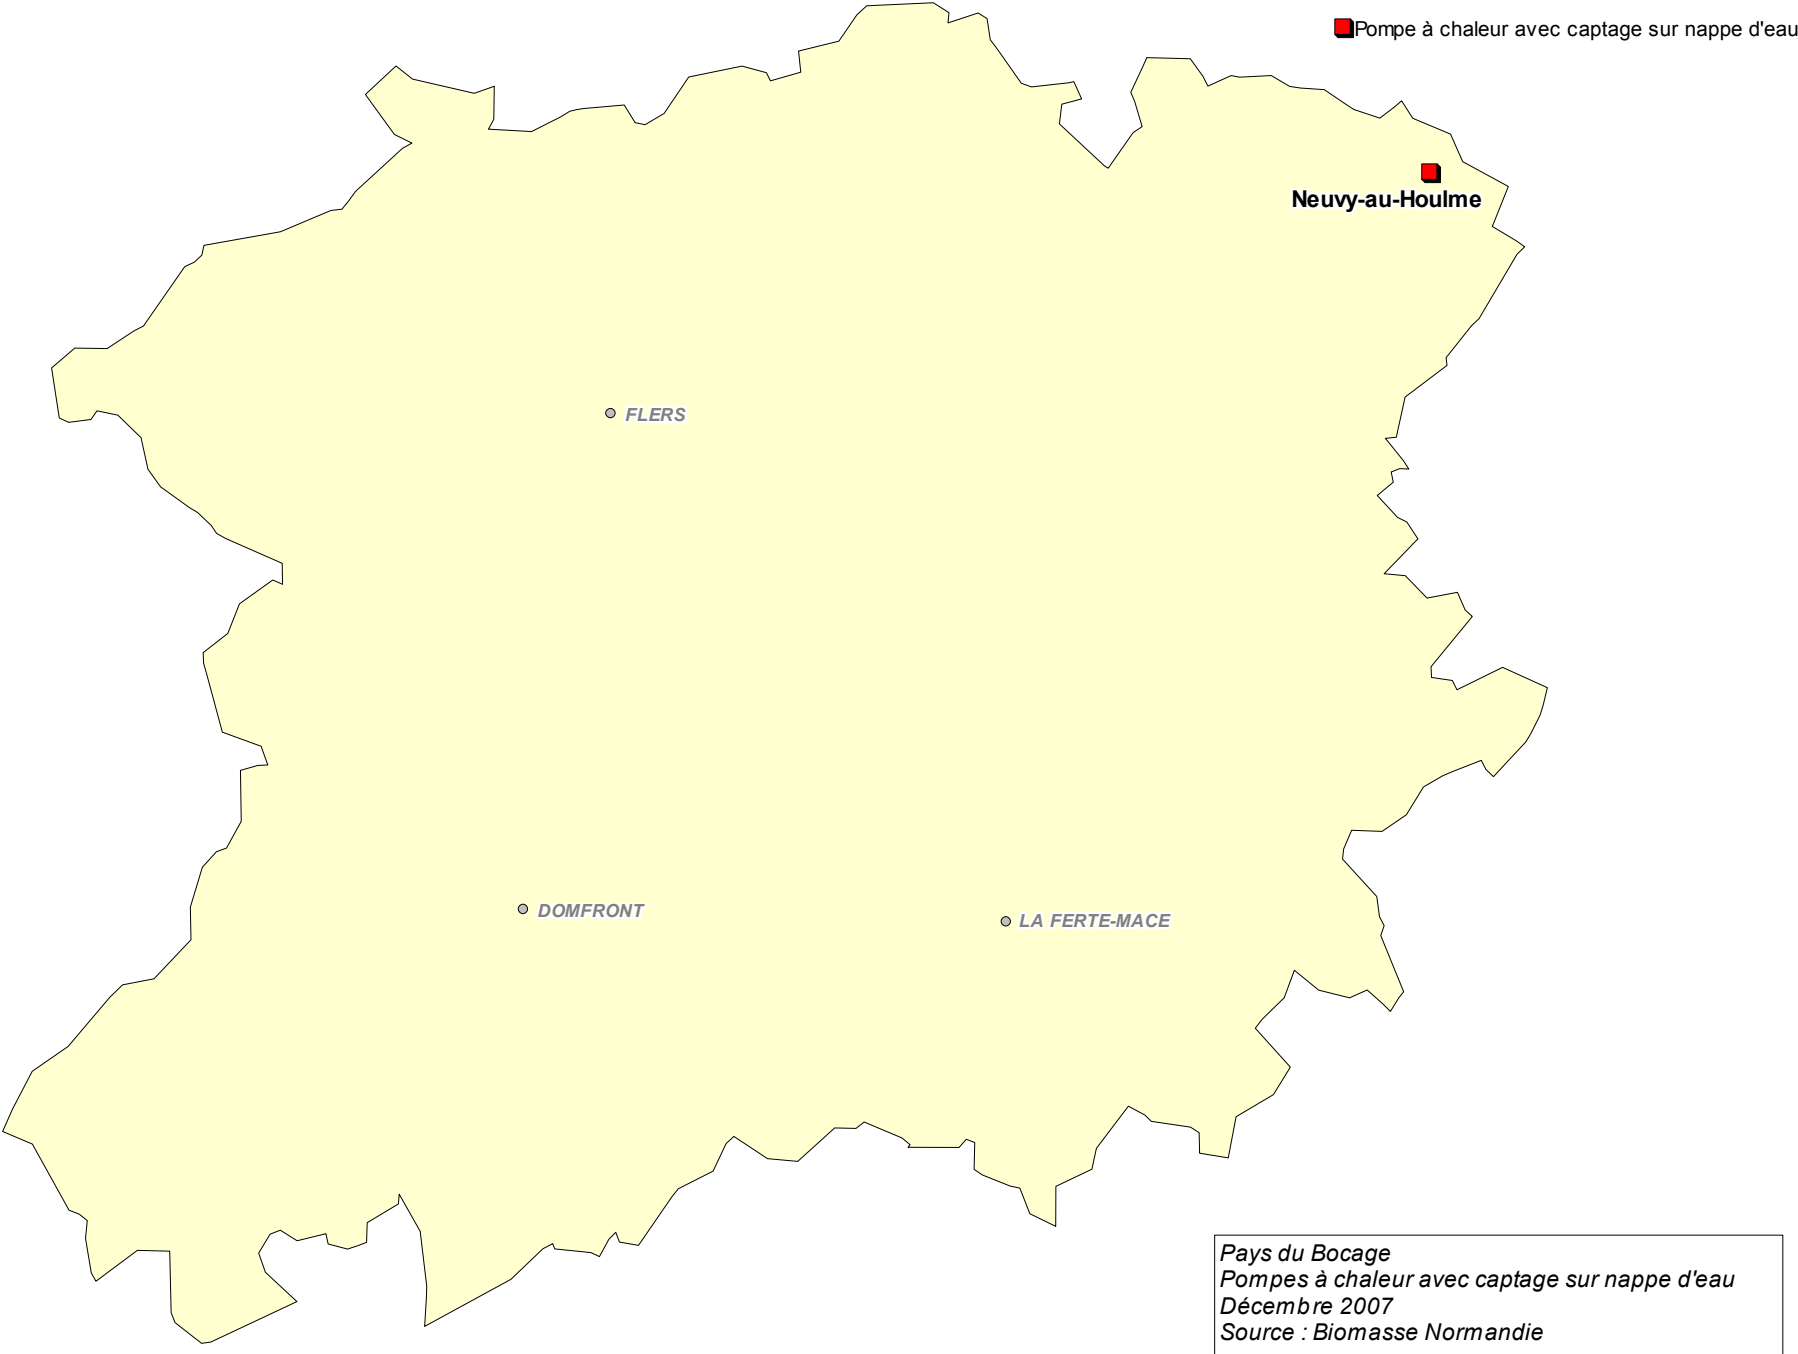 Pompe à chaleur avec captage sur nappe d'eau
Neuvy-au-Houlme
FLERS
DOMFRONT
LA FERTE-MACE
Pays du Bocage
Pompes à chaleur avec captage sur nappe d'eau
Décembre 2007
Source : Biomasse Normandie